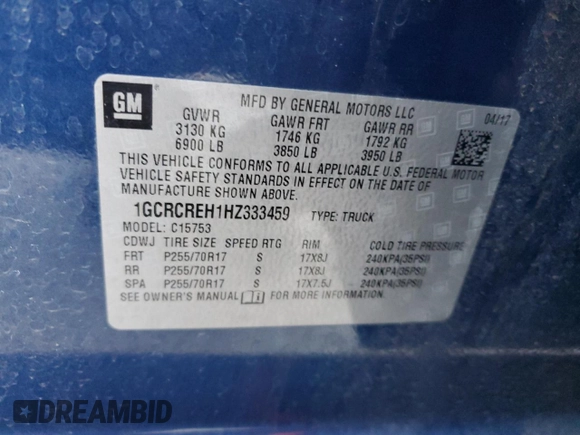 GM
MFD BY GENERAL MOTORS LLC
04/17
GVWR GAWR FRT GAWR RR
3130 KG 1746 KG 1792 KG
6900 LB 3850 LB 3950 LB
THIS VEHICLE CONFORMS TO ALL APPLICABLE U.S. FEDERAL MOTOR
VEHICLE SAFETY STANDARDS IN EFFECT ON THE DATE OF
MANUFACTURE SHOWN ABOVE.
1GCRCREH1HZ333459 TYPE: TRUCK
MODEL: C15753
CDWJ TIRE SIZE SPEED RTG RIM COLD TIRE PRESSURE
FRT P255/70R17 S 17X8J 240KPA(35PSI)
RR P255/70R17 S 17X8J 240KPA(35PSI)
SPA P255/70R17 S 17X7.5J 240KPA(35PSI)
SEE OWNER'S MANUAL FOR MORE INFORMATION.
DREAMBID